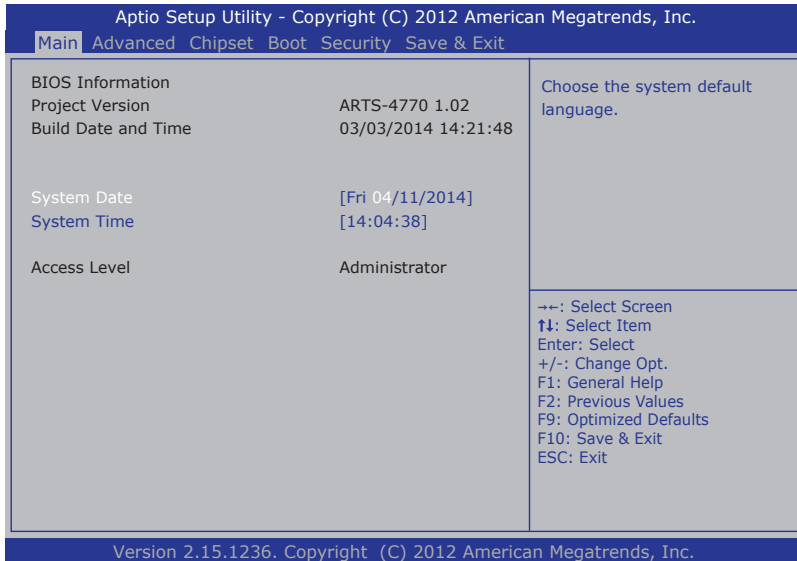 Aptio Setup Utility - Copyright (C) 2012 American Megatrends, Inc.
Main Advanced Chipset Boot Security Save & Exit
BIOS Information
Project Version ARTS-4770 1.02
Build Date and Time 03/03/2014 14:21:48
System Date [Fri 04/11/2014]
System Time [14:04:38]
Access Level Administrator
Choose the system default
language.
→←: Select Screen
↑↓: Select Item
Enter: Select
+/-: Change Opt.
F1: General Help
F2: Previous Values
F9: Optimized Defaults
F10: Save & Exit
ESC: Exit
Version 2.15.1236. Copyright (C) 2012 American Megatrends, Inc.